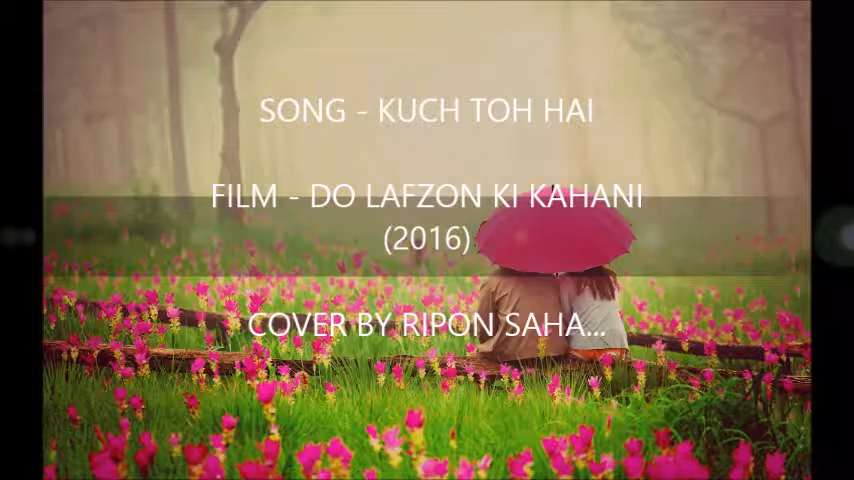 SONG - KUCH TOH HAI
FILM - DO LAFZON KI KAHANI
(2016)
COVER BY RIPON SAHA...